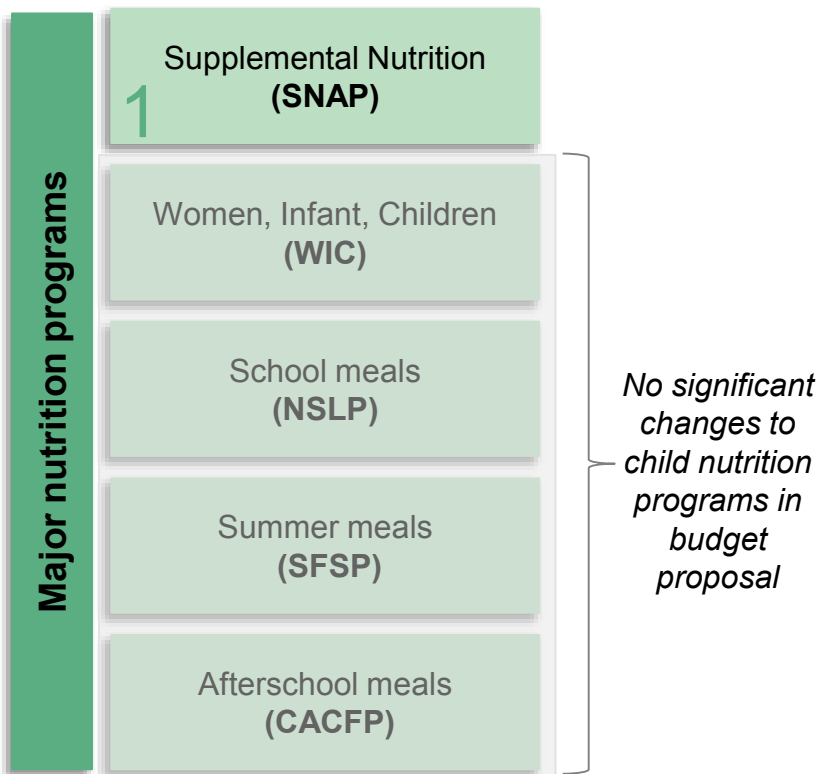 Major nutrition programs
1
Supplemental Nutrition
(SNAP)
Women, Infant, Children
(WIC)
School meals
(NSLP)
Summer meals
(SFSP)
Afterschool meals
(CACFP)
No significant
changes to
child nutrition
programs in
budget
proposal